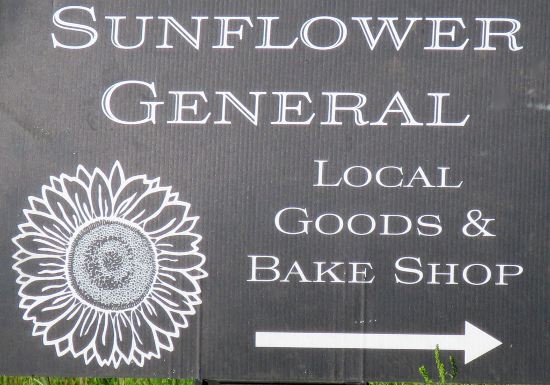 SUNFLOWER
GENERAL
LOCAL
GOODS &
BAKE SHOP